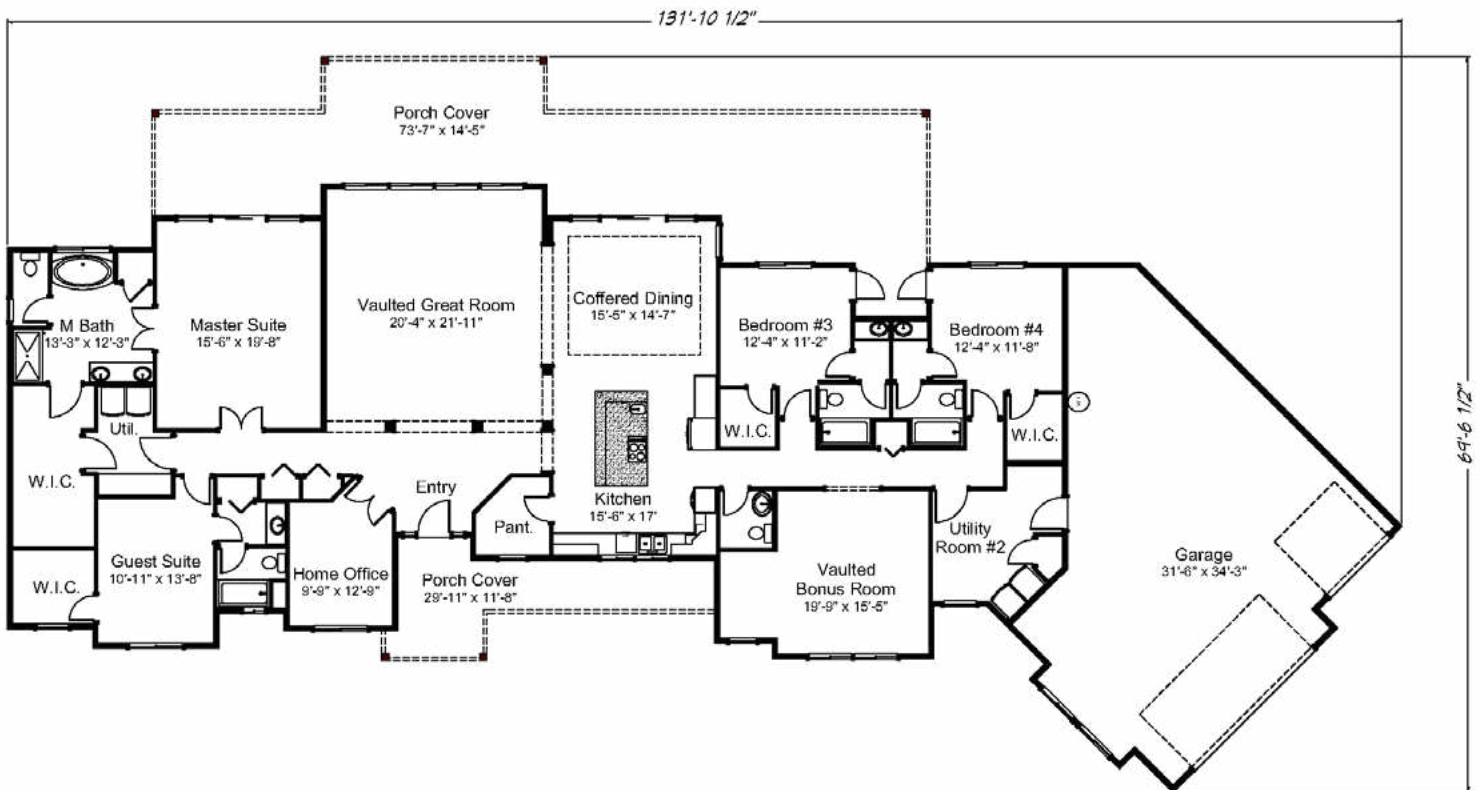 131'-10 1/2"
Porch Cover
73'-7" x 14'-5"
Vaulted Great Room
20'-4" x 21'-11"
Coffered Dining
15'-5" x 14'-7"
M Bath
13'-3" x 12'-3"
Master Suite
15'-6" x 19'-8"
Bedroom #3
12'-4" x 11'-2"
Bedroom #4
12'-4" x 11'-8"
69'-6 1/2"
Util.
W.I.C.
W.I.C.
W.I.C.
Entry
Kitchen
15'-6" x 17'
Pant.
Utility
Room #2
Guest Suite
10'-11" x 13'-8"
W.I.C.
Home Office
9'-9" x 12'-9"
Porch Cover
29'-11" x 11'-8"
Vaulted
Bonus Room
19'-9" x 15'-5"
Garage
31'-6" x 34'-3"